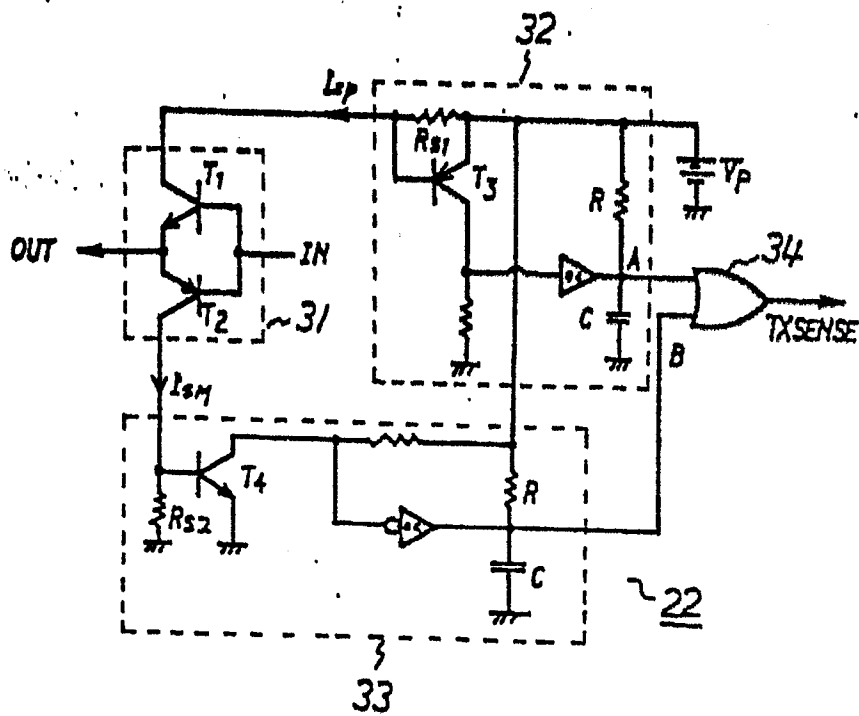 32
Isp
Rs1
T3
R
Vp
T1
OUT
IN
T2
31
A
34
C
TXSENSE
B
IsM
T4
R
Rs2
C
22
33